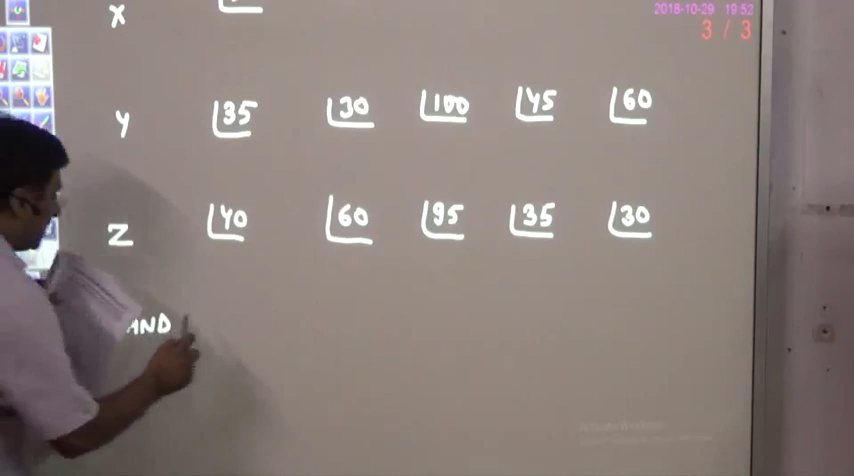 2018-10-29 19:52
3 / 3
X
Y 35 30 100 45 60
Z 40 60 95 35 30
AND